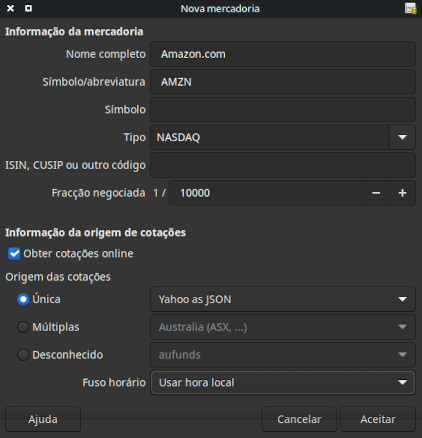 Nova mercadoria
Informação da mercadoria
Nome completo Amazon.com
Símbolo/abreviatura AMZN
Símbolo
Tipo NASDAQ
ISIN, CUSIP ou outro código
Fracção negociada 1 / 10000 − +
Informação da origem de cotações
Obter cotações online
Origem das cotações
Única Yahoo as JSON
Múltiplas Australia (ASX, ...)
Desconhecido aufunds
Fuso horário Usar hora local
Ajuda Cancelar Aceitar